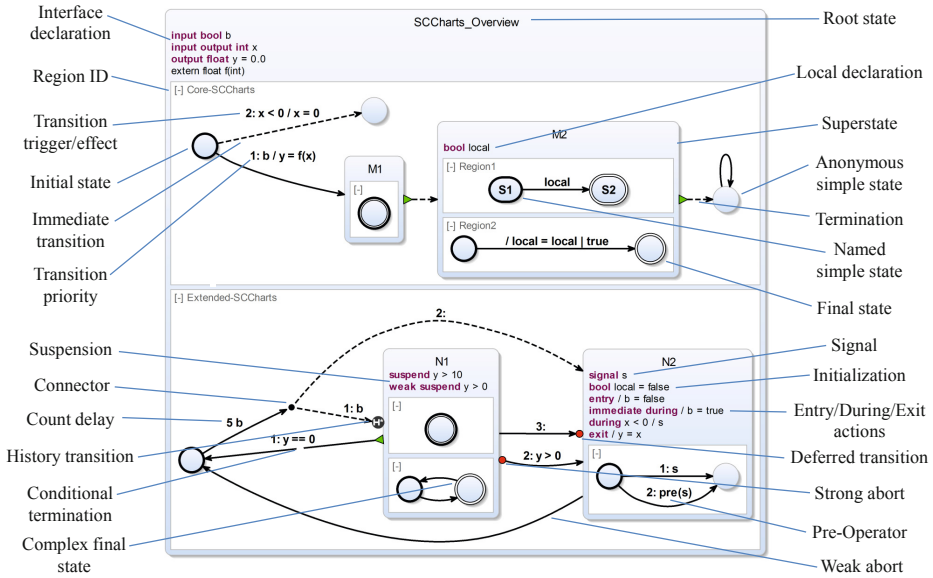 Interface
declaration
SCCharts_Overview
Root state
input bool b
input output int x
output float y = 0.0
extern float f(int)
Region ID
[-] Core-SCCharts
Local declaration
Transition
trigger/effect
2: x < 0 / x = 0
M2
bool local
Superstate
1: b / y = f(x)
M1
[-]
[-] Region1
S1
local
S2
Anonymous
simple state
Initial state
Immediate
transition
[-] Region2
/ local = local | true
Termination
Named
simple state
Transition
priority
Final state
[-] Extended-SCCharts
2:
Suspension
N1
suspend y > 10
weak suspend y > 0
[-]
N2
signal s
bool local = false
entry / b = false
immediate during / b = true
during x < 0 / s
exit / y = x
[-]
Signal
Initialization
Connector
Count delay
5 b
1: b
H
3:
Entry/During/Exit
actions
History transition
1: y == 0
[-]
2: y > 0
Deferred transition
1: s
2: pre(s)
Strong abort
Conditional
termination
Pre-Operator
Complex final
state
Weak abort